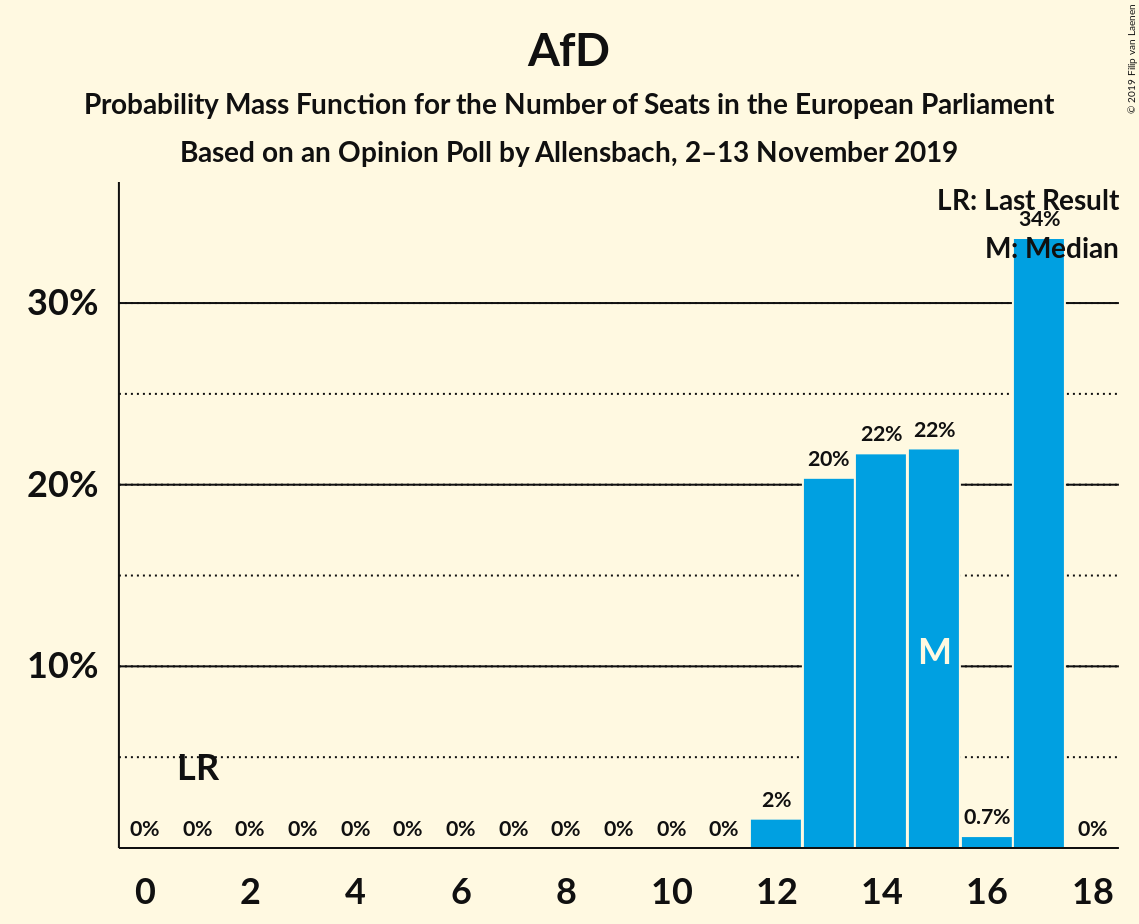 AfD
Probability Mass Function for the Number of Seats in the European Parliament
Based on an Opinion Poll by Allensbach, 2–13 November 2019
© 2019 Filip van Laenen
LR: Last Result
M: Median
34%
30%
22%
22%
20%
20%
M
10%
LR
2%
0.7%
0% 0% 0% 0% 0% 0% 0% 0% 0% 0% 0% 0% 0%
0 2 4 6 8 10 12 14 16 18